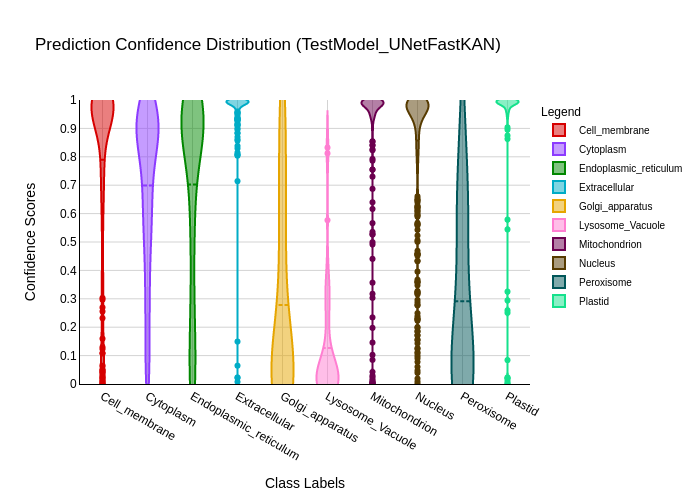 Prediction Confidence Distribution (TestModel_UNetFastKAN)
Legend
Cell_membrane
Cytoplasm
Endoplasmic_reticulum
Extracellular
Golgi_apparatus
Lysosome_Vacuole
Mitochondrion
Nucleus
Peroxisome
Plastid
Confidence Scores
1
0.9
0.8
0.7
0.6
0.5
0.4
0.3
0.2
0.1
0
Cell_membrane
Cytoplasm
Endoplasmic_reticulum
Extracellular
Golgi_apparatus
Lysosome_Vacuole
Mitochondrion
Nucleus
Peroxisome
Plastid
Class Labels